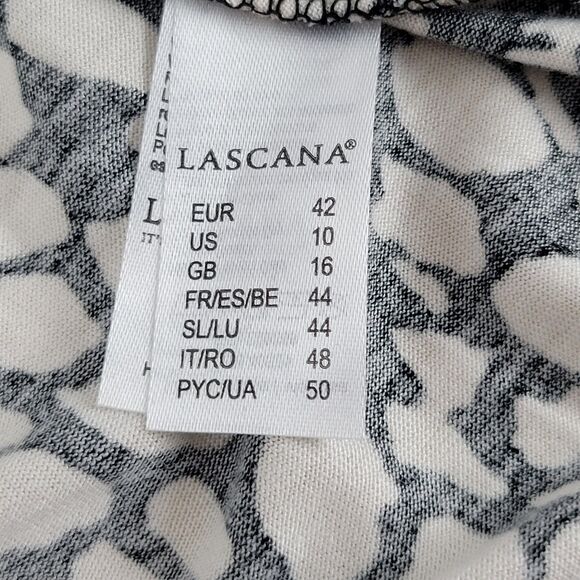 LASCANA®
EUR 42
US 10
GB 16
FR/ES/BE 44
SL/LU 44
IT/RO 48
PYC/UA 50